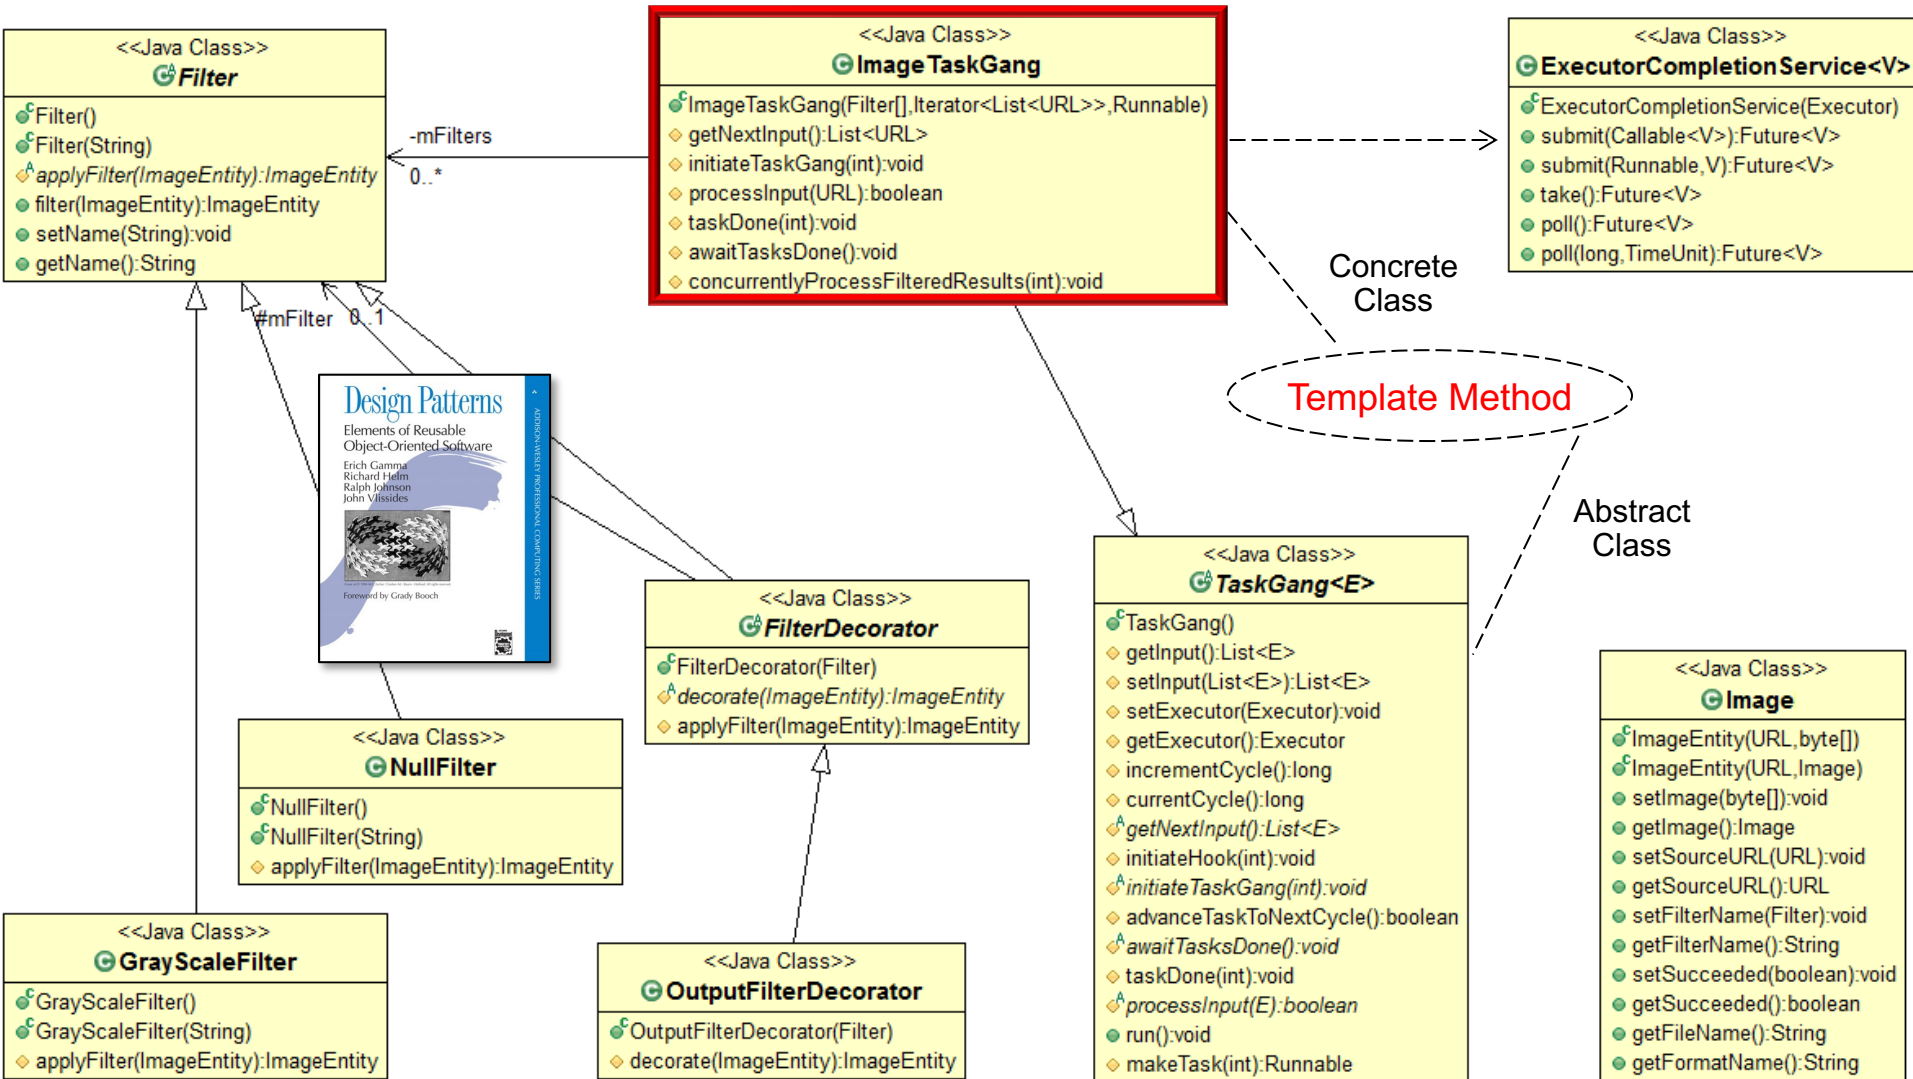 <<Java Class>>
Filter
Filter()
Filter(String)
applyFilter(ImageEntity):ImageEntity
filter(ImageEntity):ImageEntity
setName(String):void
getName():String
-mFilters
0..*
#mFilter 0..1
<<Java Class>>
ImageTaskGang
ImageTaskGang(Filter[],Iterator<List<URL>>,Runnable)
getNextInput():List<URL>
initiateTaskGang(int):void
processInput(URL):boolean
taskDone(int):void
awaitTasksDone():void
concurrentlyProcessFilteredResults(int):void
<<Java Class>>
ExecutorCompletionService<V>
ExecutorCompletionService(Executor)
submit(Callable<V>):Future<V>
submit(Runnable,V):Future<V>
take():Future<V>
poll():Future<V>
poll(long,TimeUnit):Future<V>
Concrete
Class
Template Method
Abstract
Class
Design Patterns
Elements of Reusable
Object-Oriented Software
Erich Gamma
Richard Helm
Ralph Johnson
John Vlissides
Foreword by Grady Booch
ADDISON-WESLEY PROFESSIONAL COMPUTING SERIES
<<Java Class>>
FilterDecorator
FilterDecorator(Filter)
decorate(ImageEntity):ImageEntity
applyFilter(ImageEntity):ImageEntity
<<Java Class>>
NullFilter
NullFilter()
NullFilter(String)
applyFilter(ImageEntity):ImageEntity
<<Java Class>>
GrayScaleFilter
GrayScaleFilter()
GrayScaleFilter(String)
applyFilter(ImageEntity):ImageEntity
<<Java Class>>
OutputFilterDecorator
OutputFilterDecorator(Filter)
decorate(ImageEntity):ImageEntity
<<Java Class>>
TaskGang<E>
TaskGang()
getInput():List<E>
setInput(List<E>):List<E>
setExecutor(Executor):void
getExecutor():Executor
incrementCycle():long
currentCycle():long
getNextInput():List<E>
initiateHook(int):void
initiateTaskGang(int):void
advanceTaskToNextCycle():boolean
awaitTasksDone():void
taskDone(int):void
processInput(E):boolean
run():void
makeTask(int):Runnable
<<Java Class>>
Image
ImageEntity(URL,byte[])
ImageEntity(URL,Image)
setImage(byte[]):void
getImage():Image
setSourceURL(URL):void
getSourceURL():URL
setFilterName(Filter):void
getFilterName():String
setSucceeded(boolean):void
getSucceeded():boolean
getFileName():String
getFormatName():String